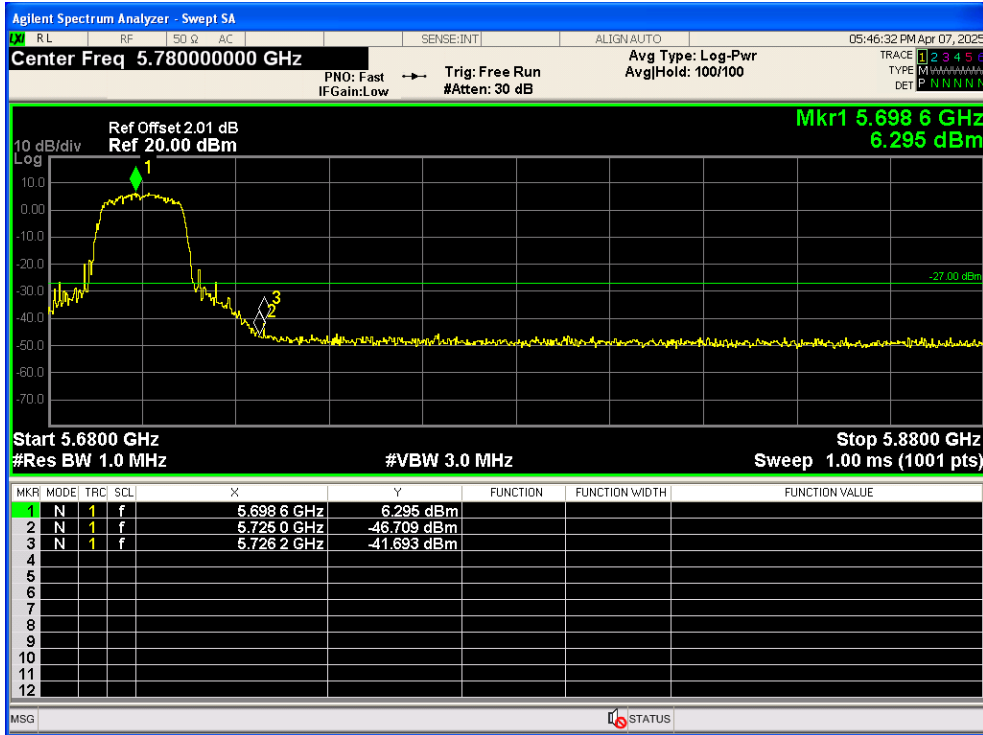 Agilent Spectrum Analyzer - Swept SA
LXI RL RF 50 Ω AC SENSE:INT ALIGN AUTO 05:46:32 PM Apr 07, 2025
Center Freq 5.780000000 GHz
PNO: Fast
IFGain:Low
Trig: Free Run
#Atten: 30 dB
Avg Type: Log-Pwr
Avg|Hold: 100/100
TRACE 1 2 3 4 5 6
TYPE M
DET P N N N N N
Mkr1 5.698 6 GHz
6.295 dBm
Ref Offset 2.01 dB
10 dB/div Ref 20.00 dBm
Log
1
10.0
0.00
-10.0
-20.0
-27.00 dBm
-30.0
3
2
-40.0
-50.0
-60.0
-70.0
Start 5.6800 GHz Stop 5.8800 GHz
#Res BW 1.0 MHz #VBW 3.0 MHz Sweep 1.00 ms (1001 pts)
MKR MODE TRC SCL X Y FUNCTION FUNCTION WIDTH FUNCTION VALUE
1 N 1 f 5.698 6 GHz 6.295 dBm
2 N 1 f 5.725 0 GHz -46.709 dBm
3 N 1 f 5.726 2 GHz -41.693 dBm
4
5
6
7
8
9
10
11
12
MSG STATUS